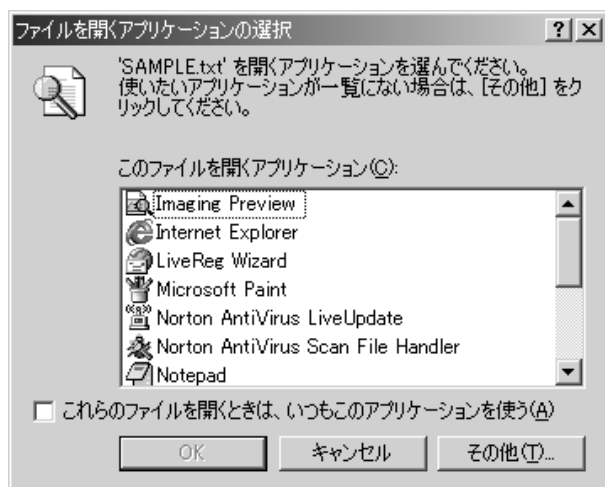 ファイルを開くアプリケーションの選択
'SAMPLE.txt' を開くアプリケーションを選んでください。
使いたいアプリケーションが一覧にない場合は、[その他] をク
リックしてください。
このファイルを開くアプリケーション(C):
Imaging Preview
Internet Explorer
LiveReg Wizard
Microsoft Paint
Norton AntiVirus LiveUpdate
Norton AntiVirus Scan File Handler
Notepad
これらのファイルを開くときは、いつもこのアプリケーションを使う(A)
OK
キャンセル
その他(T)...